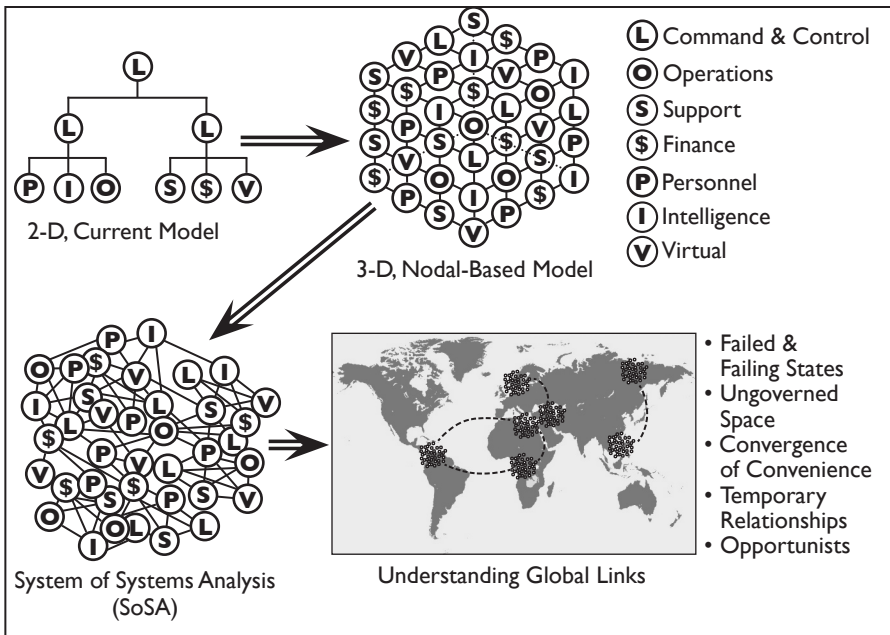 L
L L
P I O S $ V
2-D, Current Model
S
L $
V I P
S P V I
$ $ O
$ I L L
P O V
S S $ P
V L S
$ O O I
P I $
S P
V
3-D, Nodal-Based Model
L Command & Control
O Operations
S Support
$ Finance
P Personnel
I Intelligence
V Virtual
P I
O P $ V L I
I S L S V
L V P O $
$ L
P V L P O
V $ P $ P S V
S
O O L L
I S
System of Systems Analysis
(SoSA)
Understanding Global Links
• Failed &
Failing States
• Ungoverned
Space
• Convergence
of Convenience
• Temporary
Relationships
• Opportunists